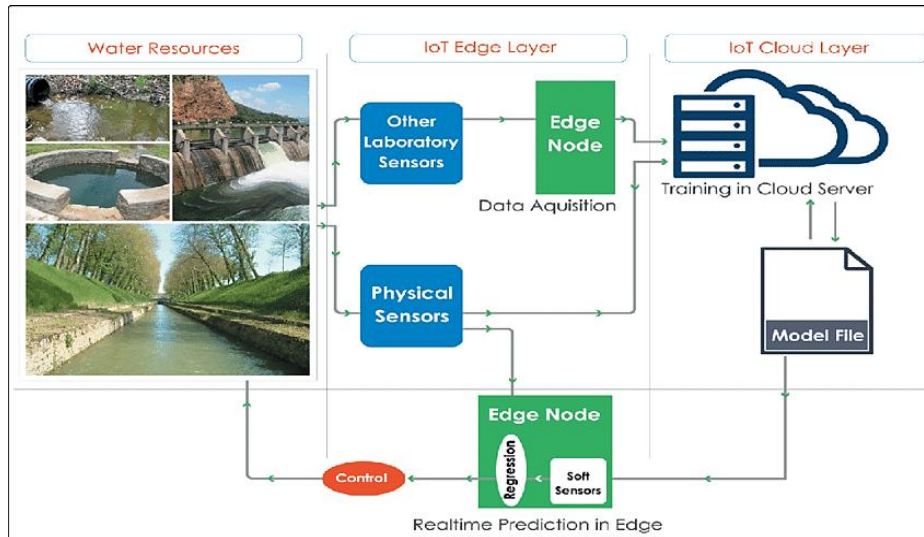 Water Resources
IoT Edge Layer
IoT Cloud Layer
Other
Laboratory
Sensors
Edge
Node
Data Aquisition
Training in Cloud Server
Physical
Sensors
Model File
Edge Node
Regression
Soft
Sensors
Control
Realtime Prediction in Edge